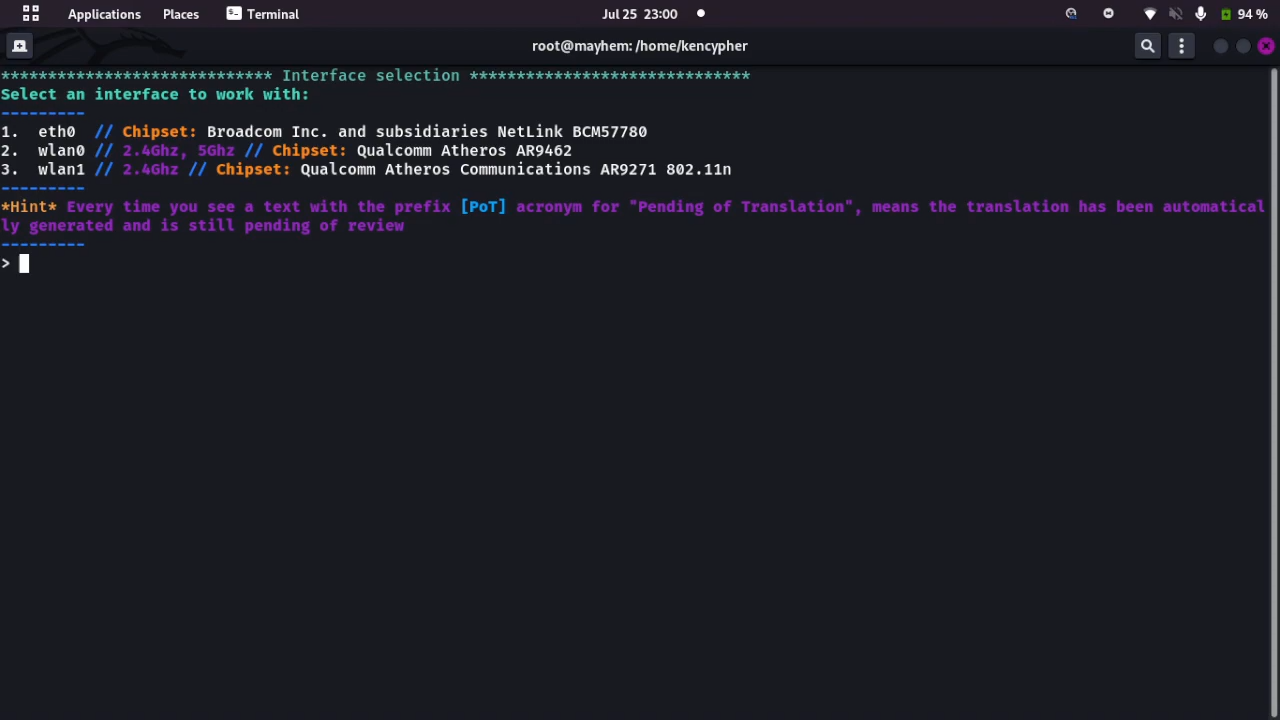 Applications Places Terminal Jul 25 23:00 94 %
root@mayhem: /home/kencypher
***************************** Interface selection ******************************
Select an interface to work with:
---------
1. eth0 // Chipset: Broadcom Inc. and subsidiaries NetLink BCM57780
2. wlan0 // 2.4Ghz, 5Ghz // Chipset: Qualcomm Atheros AR9462
3. wlan1 // 2.4Ghz // Chipset: Qualcomm Atheros Communications AR9271 802.11n
---------
*Hint* Every time you see a text with the prefix [PoT] acronym for "Pending of Translation", means the translation has been automatical
ly generated and is still pending of review
---------
>